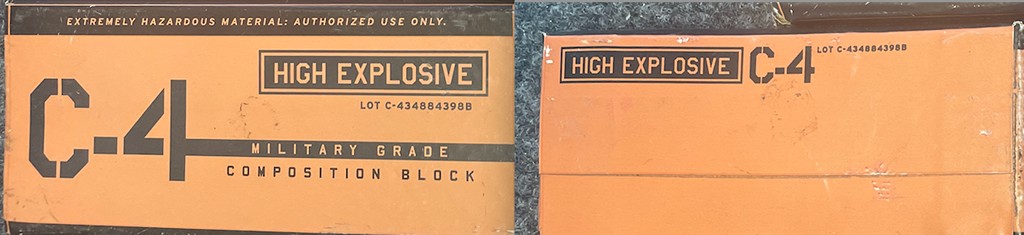 EXTREMELY HAZARDOUS MATERIAL: AUTHORIZED USE ONLY.
HIGH EXPLOSIVE
LOT C-434884398B
C-4
MILITARY GRADE
COMPOSITION BLOCK
HIGH EXPLOSIVE C-4 LOT C-434884398B